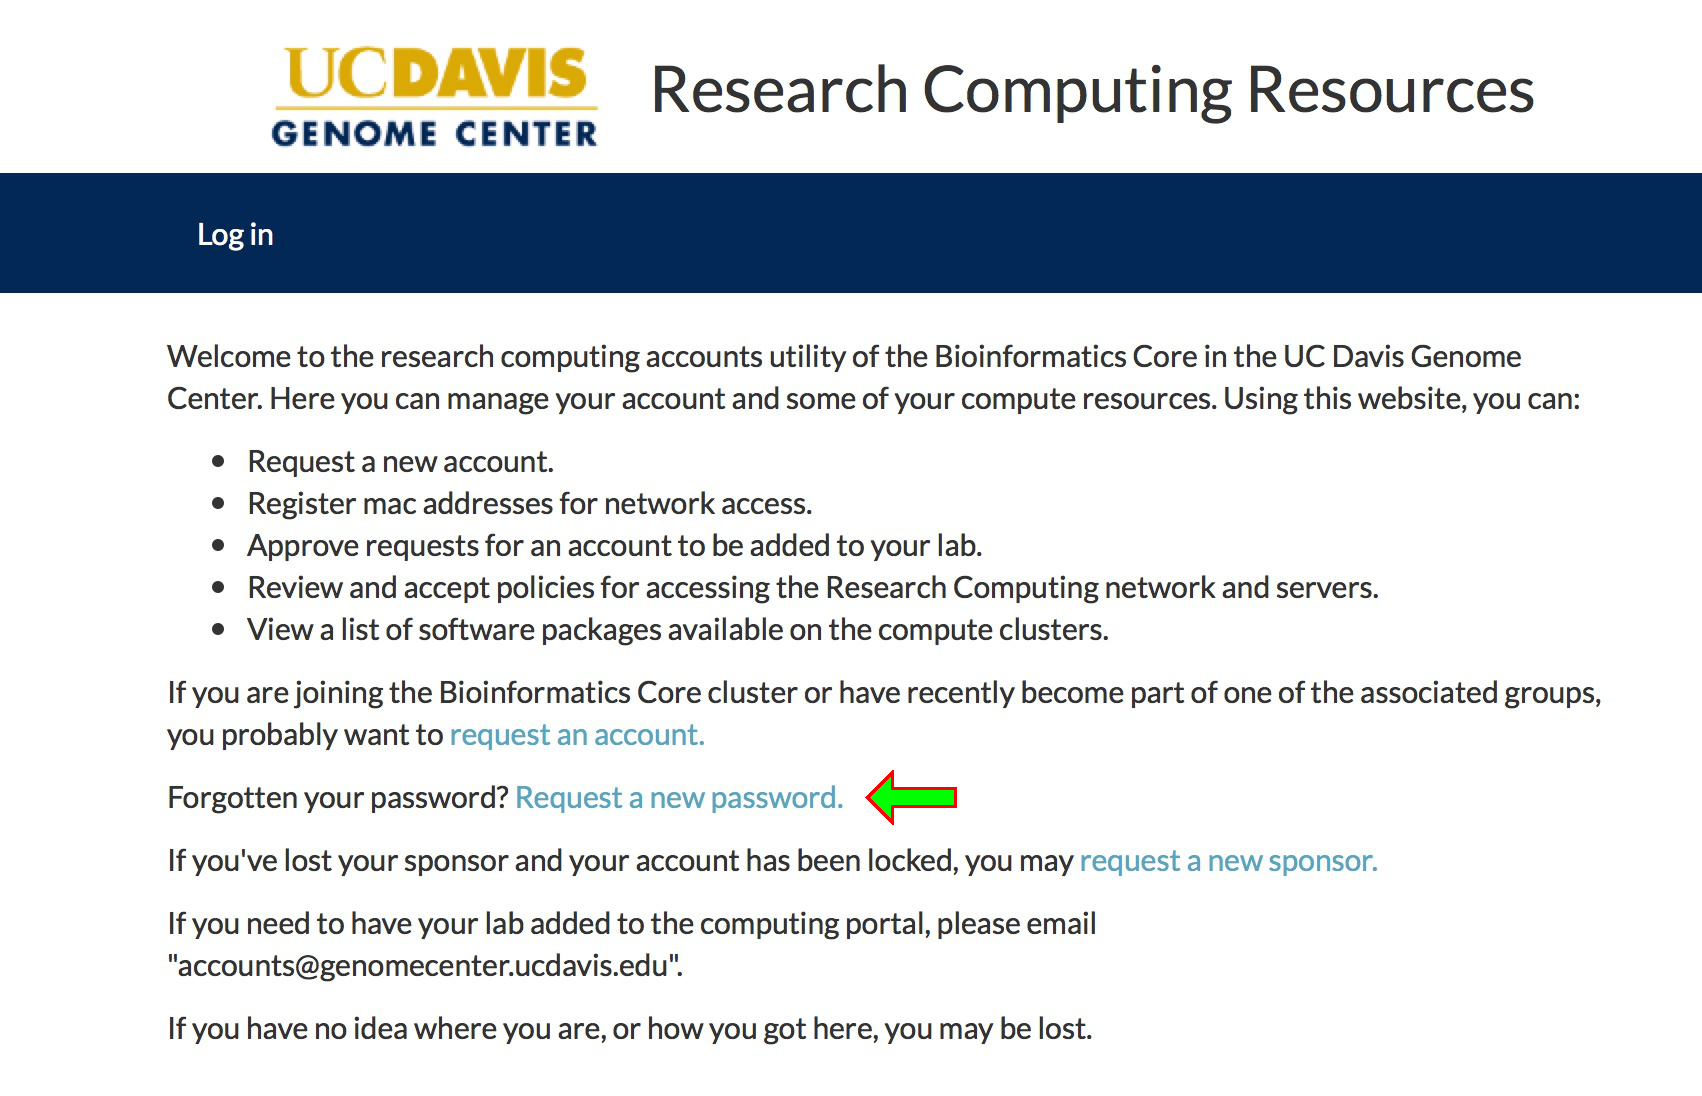 UCDAVIS
GENOME CENTER
Research Computing Resources
Log in
Welcome to the research computing accounts utility of the Bioinformatics Core in the UC Davis Genome
Center. Here you can manage your account and some of your compute resources. Using this website, you can:
• Request a new account.
• Register mac addresses for network access.
• Approve requests for an account to be added to your lab.
• Review and accept policies for accessing the Research Computing network and servers.
• View a list of software packages available on the compute clusters.
If you are joining the Bioinformatics Core cluster or have recently become part of one of the associated groups,
you probably want to request an account.
Forgotten your password? Request a new password.
If you've lost your sponsor and your account has been locked, you may request a new sponsor.
If you need to have your lab added to the computing portal, please email
"accounts@genomecenter.ucdavis.edu".
If you have no idea where you are, or how you got here, you may be lost.